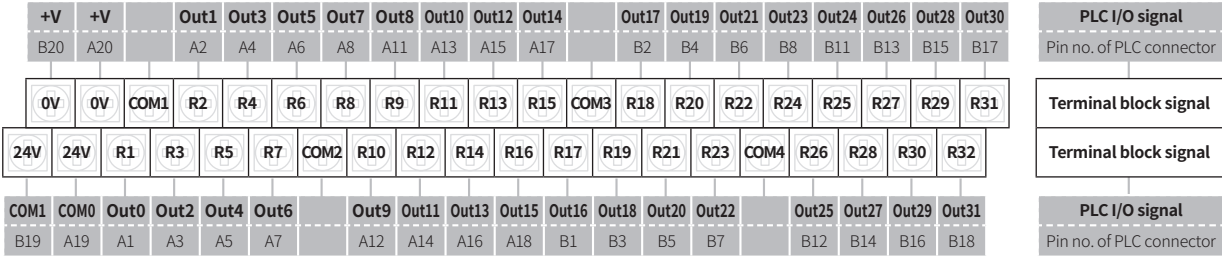 +V +V Out1 Out3 Out5 Out7 Out8 Out10 Out12 Out14 Out17 Out19 Out21 Out23 Out24 Out26 Out28 Out30 PLC I/O signal
B20 A20 A2 A4 A6 A8 A11 A13 A15 A17 B2 B4 B6 B8 B11 B13 B15 B17 Pin no. of PLC connector
0V 0V COM1 R2 R4 R6 R8 R9 R11 R13 R15 COM3 R18 R20 R22 R24 R25 R27 R29 R31 Terminal block signal
24V 24V R1 R3 R5 R7 COM2 R10 R12 R14 R16 R17 R19 R21 R23 COM4 R26 R28 R30 R32 Terminal block signal
COM1 COM0 Out0 Out2 Out4 Out6 Out9 Out11 Out13 Out15 Out16 Out18 Out20 Out22 Out25 Out27 Out29 Out31 PLC I/O signal
B19 A19 A1 A3 A5 A7 A12 A14 A16 A18 B1 B3 B5 B7 B12 B14 B16 B18 Pin no. of PLC connector